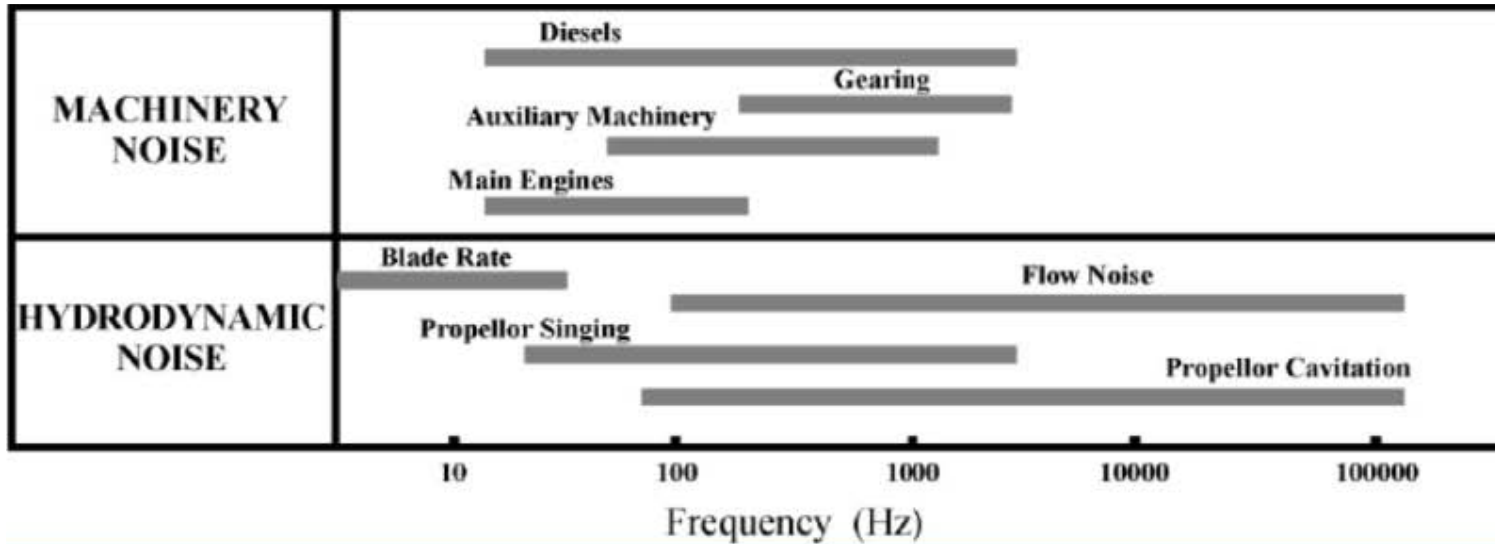 MACHINERY
NOISE
Diesels
Gearing
Auxiliary Machinery
Main Engines
HYDRODYNAMIC
NOISE
Blade Rate
Flow Noise
Propellor Singing
Propellor Cavitation
10 100 1000 10000 100000
Frequency (Hz)